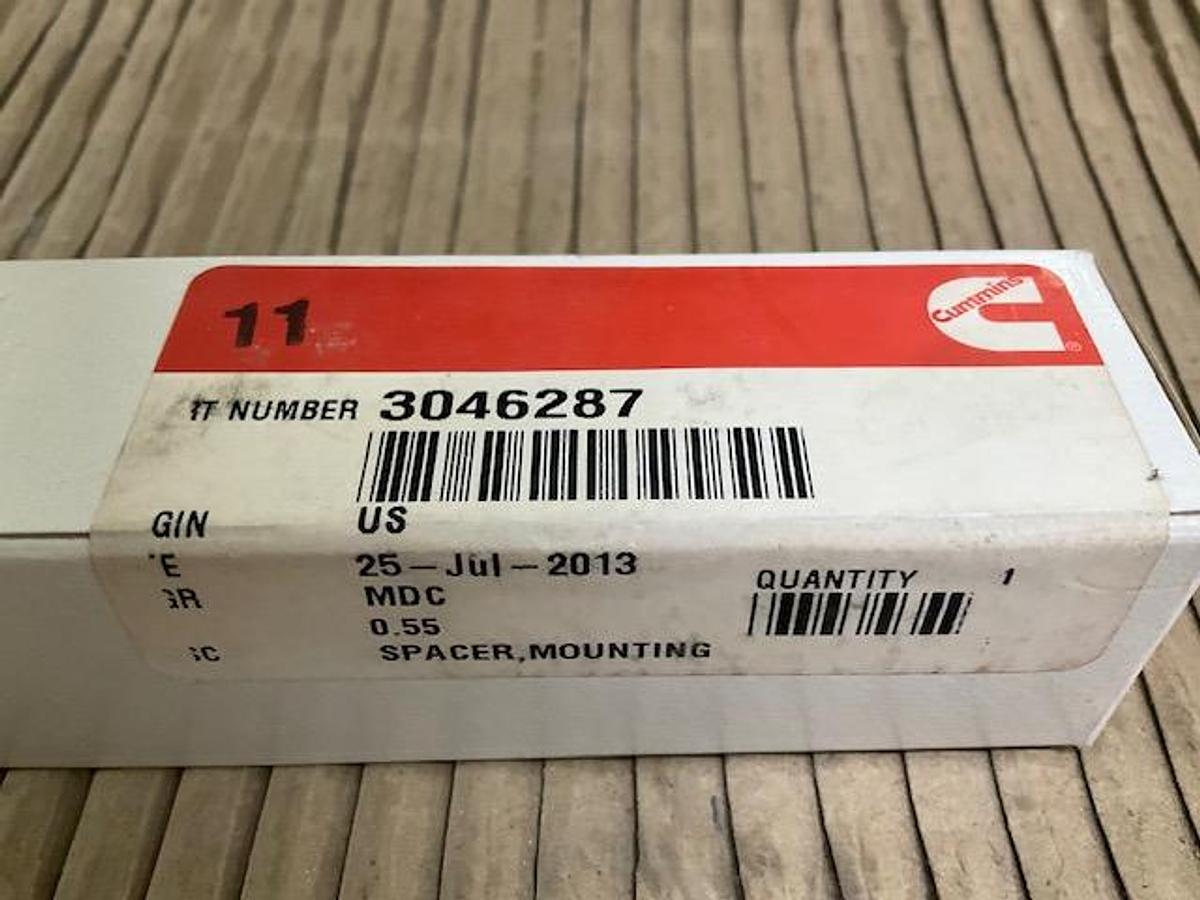 11
Cummins
®
IT NUMBER 3046287
GIN US
E 25-Jul-2013
GR MDC
0.55
QUANTITY 1
C SPACER,MOUNTING